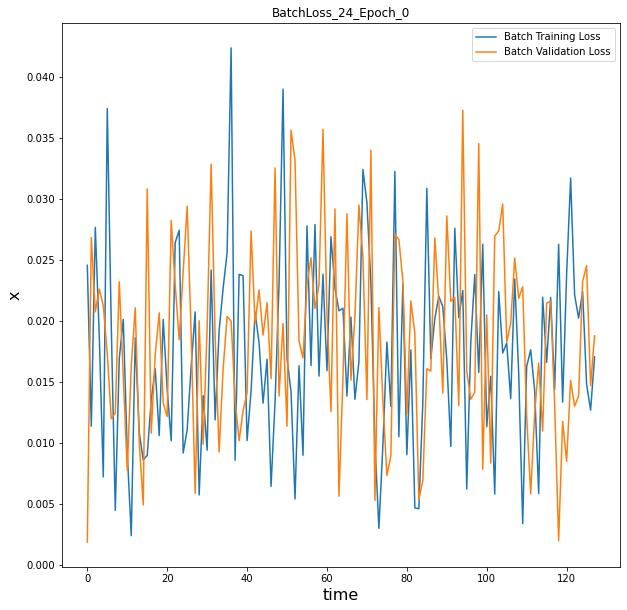 BatchLoss_24_Epoch_0
Batch Training Loss
Batch Validation Loss
0.040
0.035
0.030
0.025
0.020
0.015
0.010
0.005
0.000
x
0 20 40 60 80 100 120
time